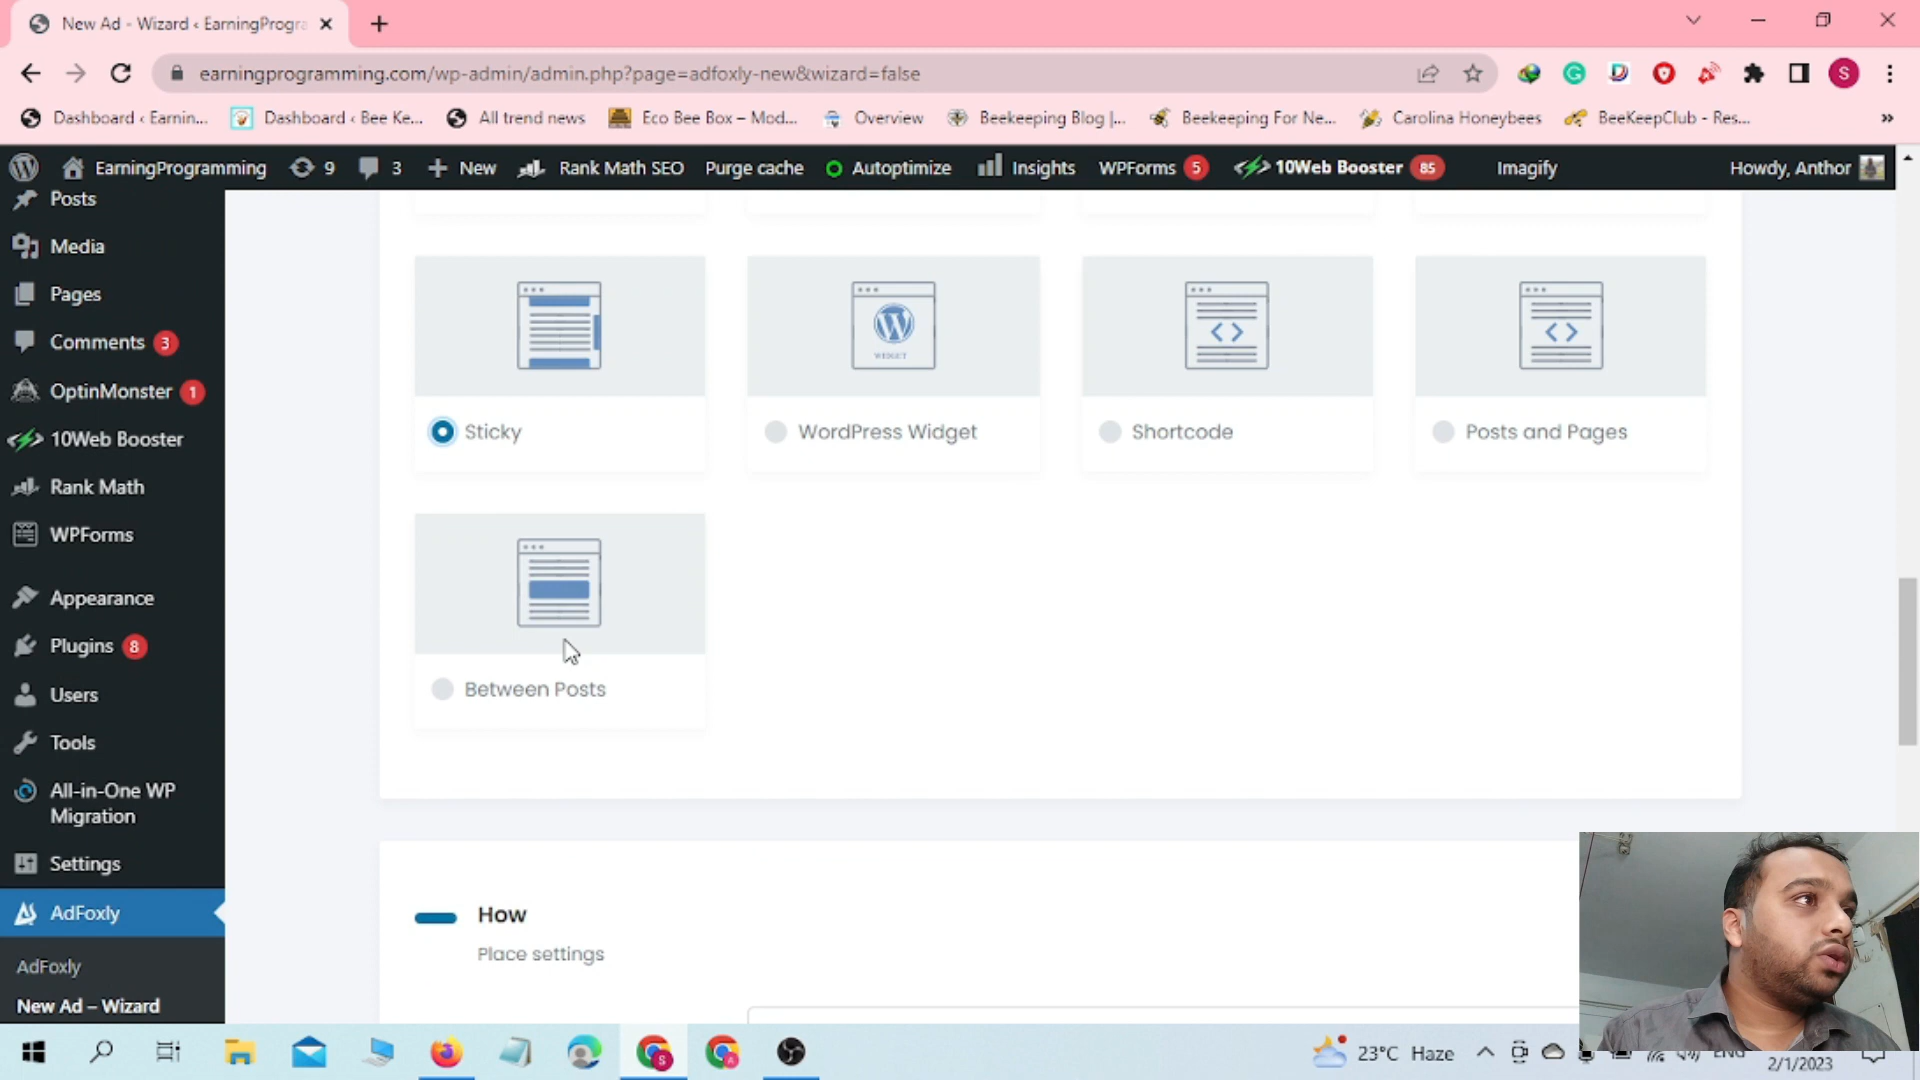 New Ad - Wizard ‹ EarningProgra
earningprogramming.com/wp-admin/admin.php?page=adfoxly-new&wizard=false
S
Dashboard ‹ Earnin...
Dashboard ‹ Bee Ke...
All trend news
Eco Bee Box – Mod...
Overview
Beekeeping Blog |...
Beekeeping For Ne...
Carolina Honeybees
BeeKeepClub - Res...
»
EarningProgramming
9
3
New
Rank Math SEO
Purge cache
Autoptimize
Insights
WPForms 5
10Web Booster 85
Imagify
Howdy, Anthor
Posts
Media
Pages
Comments 3
OptinMonster 1
10Web Booster
Rank Math
WPForms
Appearance
Plugins 8
Users
Tools
All-in-One WP
Migration
Settings
AdFoxly
AdFoxly
New Ad – Wizard
WIDGET
Sticky
WordPress Widget
Shortcode
Posts and Pages
Between Posts
How
Place settings
23°C Haze
2/1/2023